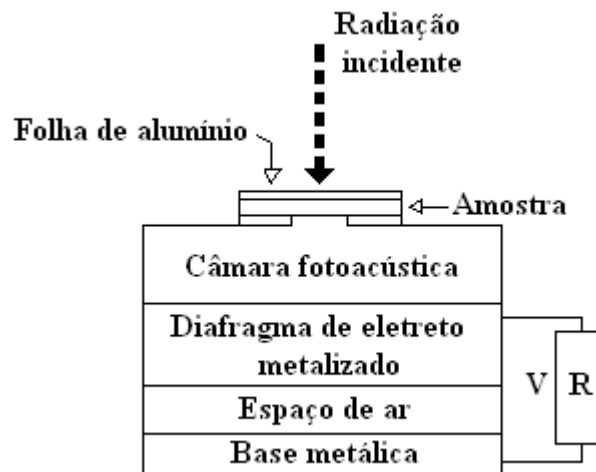 Radiação
incidente
Folha de alumínio
Amostra
Câmara fotoacústica
Diafragma de eletreto
metalizado
V R
Espaço de ar
Base metálica